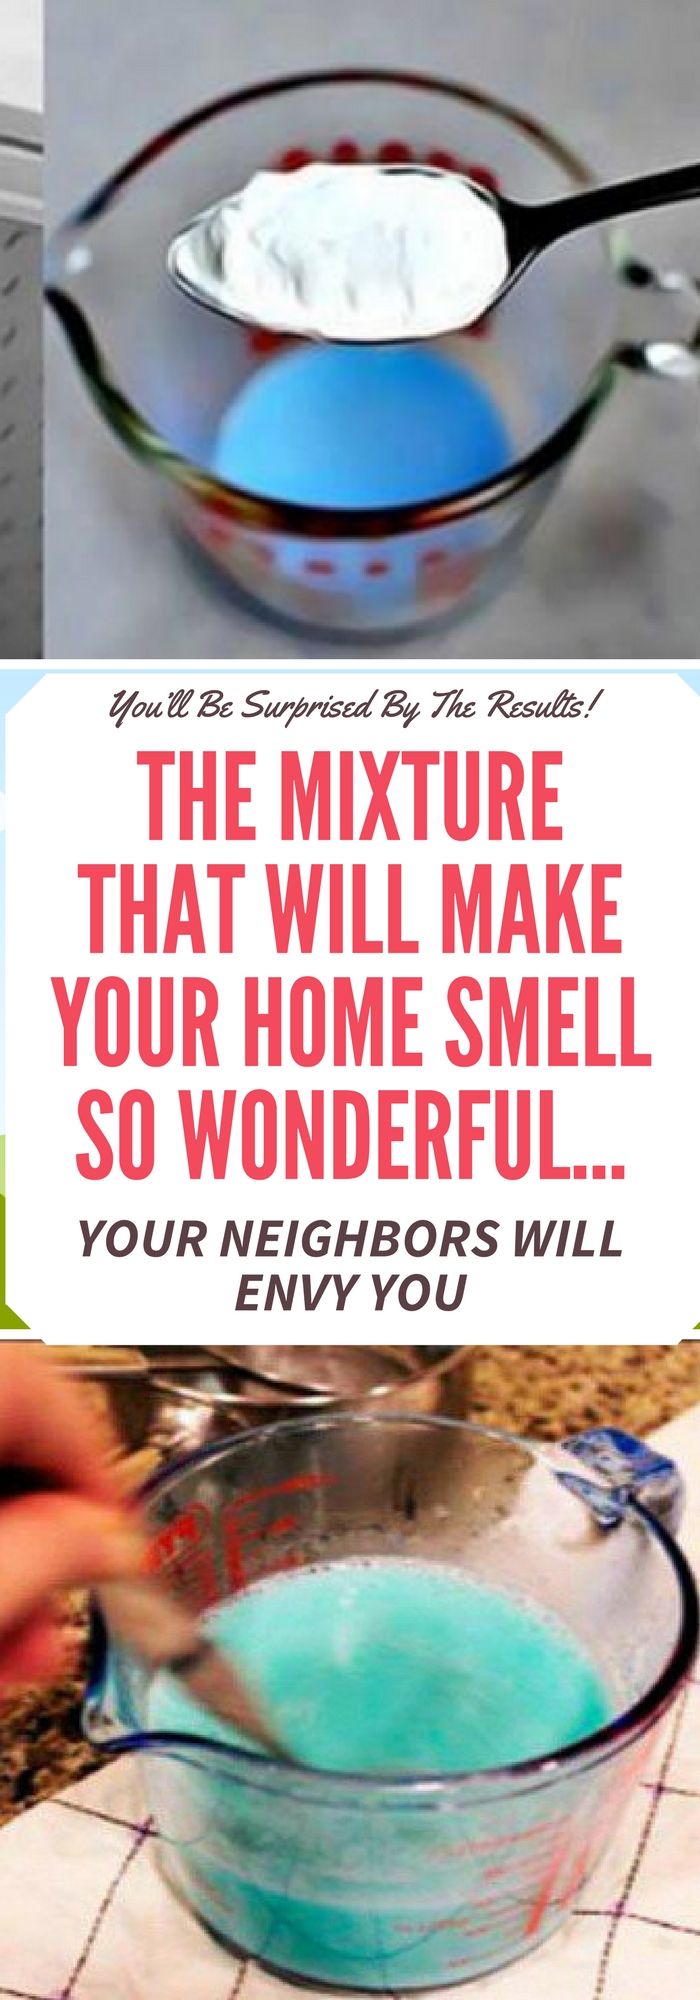 You'll Be Surprised By The Results!
THE MIXTURE
THAT WILL MAKE
YOUR HOME SMELL
SO WONDERFUL...
YOUR NEIGHBORS WILL
ENVY YOU